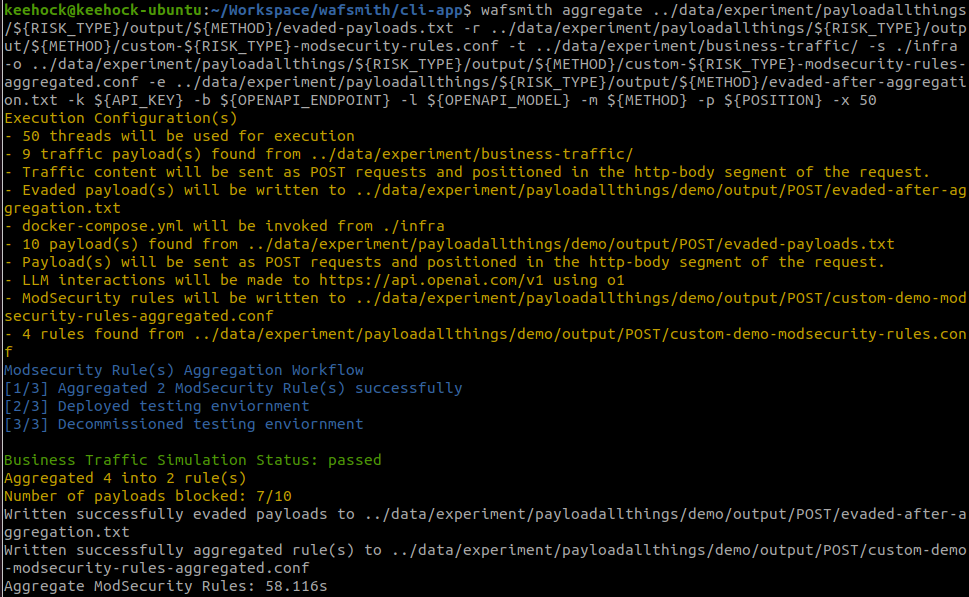 keehock@keehock-ubuntu:~/Workspace/wafsmith/cli-app$ wafsmith aggregate ../data/experiment/payloadallthings
/${RISK_TYPE}/output/${METHOD}/evaded-payloads.txt -r ../data/experiment/payloadallthings/${RISK_TYPE}/outp
ut/${METHOD}/custom-${RISK_TYPE}-modsecurity-rules.conf -t ../data/experiment/business-traffic/ -s ./infra
-o ../data/experiment/payloadallthings/${RISK_TYPE}/output/${METHOD}/custom-${RISK_TYPE}-modsecurity-rules-
aggregated.conf -e ../data/experiment/payloadallthings/${RISK_TYPE}/output/${METHOD}/evaded-after-aggregati
on.txt -k ${API_KEY} -b ${OPENAPI_ENDPOINT} -l ${OPENAPI_MODEL} -m ${METHOD} -p ${POSITION} -x 50
Execution Configuration(s)
- 50 threads will be used for execution
- 9 traffic payload(s) found from ../data/experiment/business-traffic/
- Traffic content will be sent as POST requests and positioned in the http-body segment of the request.
- Evaded payload(s) will be written to ../data/experiment/payloadallthings/demo/output/POST/evaded-after-ag
gregation.txt
- docker-compose.yml will be invoked from ./infra
- 10 payload(s) found from ../data/experiment/payloadallthings/demo/output/POST/evaded-payloads.txt
- Payload(s) will be sent as POST requests and positioned in the http-body segment of the request.
- LLM interactions will be made to https://api.openai.com/v1 using o1
- ModSecurity rules will be written to ../data/experiment/payloadallthings/demo/output/POST/custom-demo-mod
security-rules-aggregated.conf
- 4 rules found from ../data/experiment/payloadallthings/demo/output/POST/custom-demo-modsecurity-rules.con
f
Modsecurity Rule(s) Aggregation Workflow
[1/3] Aggregated 2 ModSecurity Rule(s) successfully
[2/3] Deployed testing enviornment
[3/3] Decommissioned testing enviornment
Business Traffic Simulation Status: passed
Aggregated 4 into 2 rule(s)
Number of payloads blocked: 7/10
Written successfully evaded payloads to ../data/experiment/payloadallthings/demo/output/POST/evaded-after-a
ggregation.txt
Written successfully aggregated rule(s) to ../data/experiment/payloadallthings/demo/output/POST/custom-demo
-modsecurity-rules-aggregated.conf
Aggregate ModSecurity Rules: 58.116s